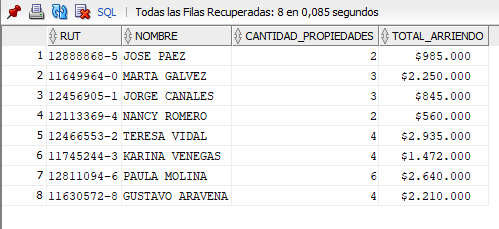 SQL | Todas las Filas Recuperadas: 8 en 0,085 segundos
RUT NOMBRE CANTIDAD_PROPIEDADES TOTAL_ARRIENDO
1 12888868-5 JOSE PAEZ 2 $985.000
2 11649964-0 MARTA GALVEZ 3 $2.250.000
3 12456905-1 JORGE CANALES 3 $845.000
4 12113369-4 NANCY ROMERO 2 $560.000
5 12466553-2 TERESA VIDAL 4 $2.935.000
6 11745244-3 KARINA VENEGAS 4 $1.472.000
7 12811094-6 PAULA MOLINA 6 $2.640.000
8 11630572-8 GUSTAVO ARAVENA 4 $2.210.000